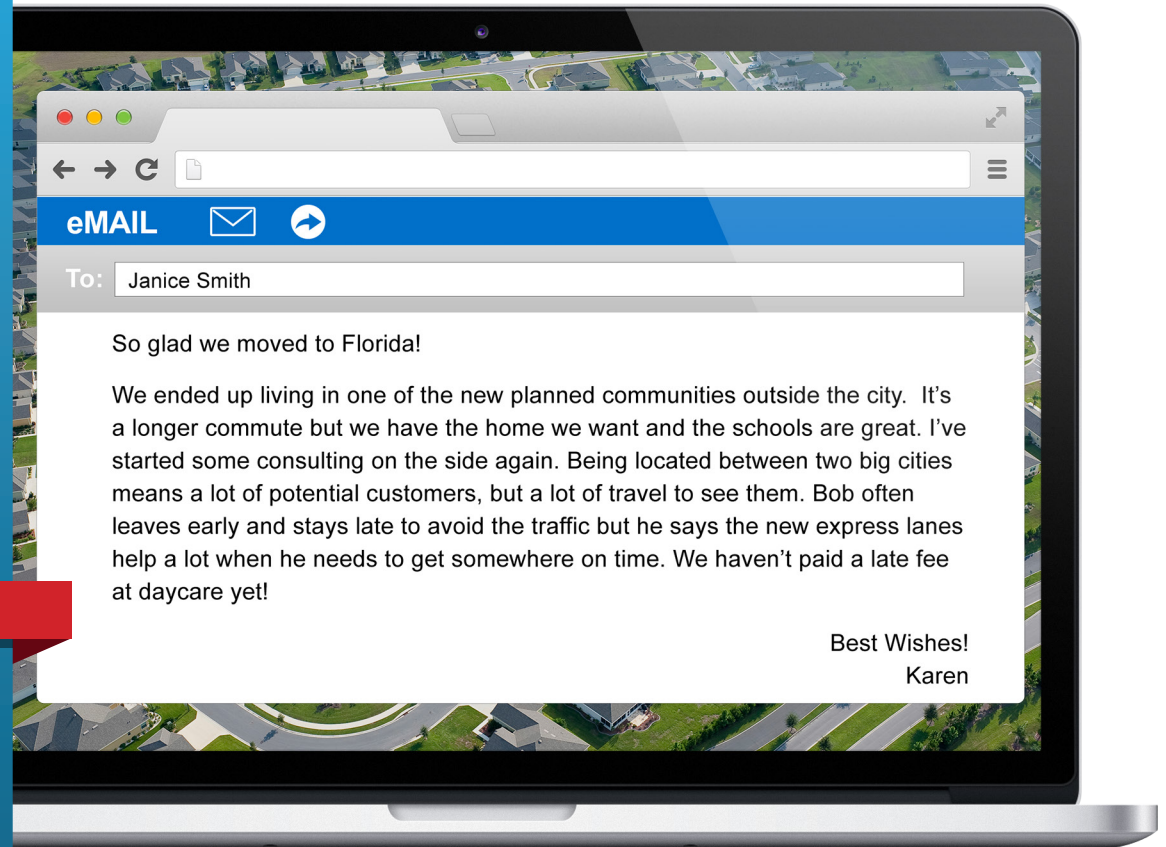 eMAIL
To:
Janice Smith
So glad we moved to Florida!
We ended up living in one of the new planned communities outside the city.  It's
a longer commute but we have the home we want and the schools are great. I've
started some consulting on the side again. Being located between two big cities
means a lot of potential customers, but a lot of travel to see them. Bob often
leaves early and stays late to avoid the traffic but he says the new express lanes
help a lot when he needs to get somewhere on time. We haven't paid a late fee
at daycare yet!
Best Wishes!
Karen